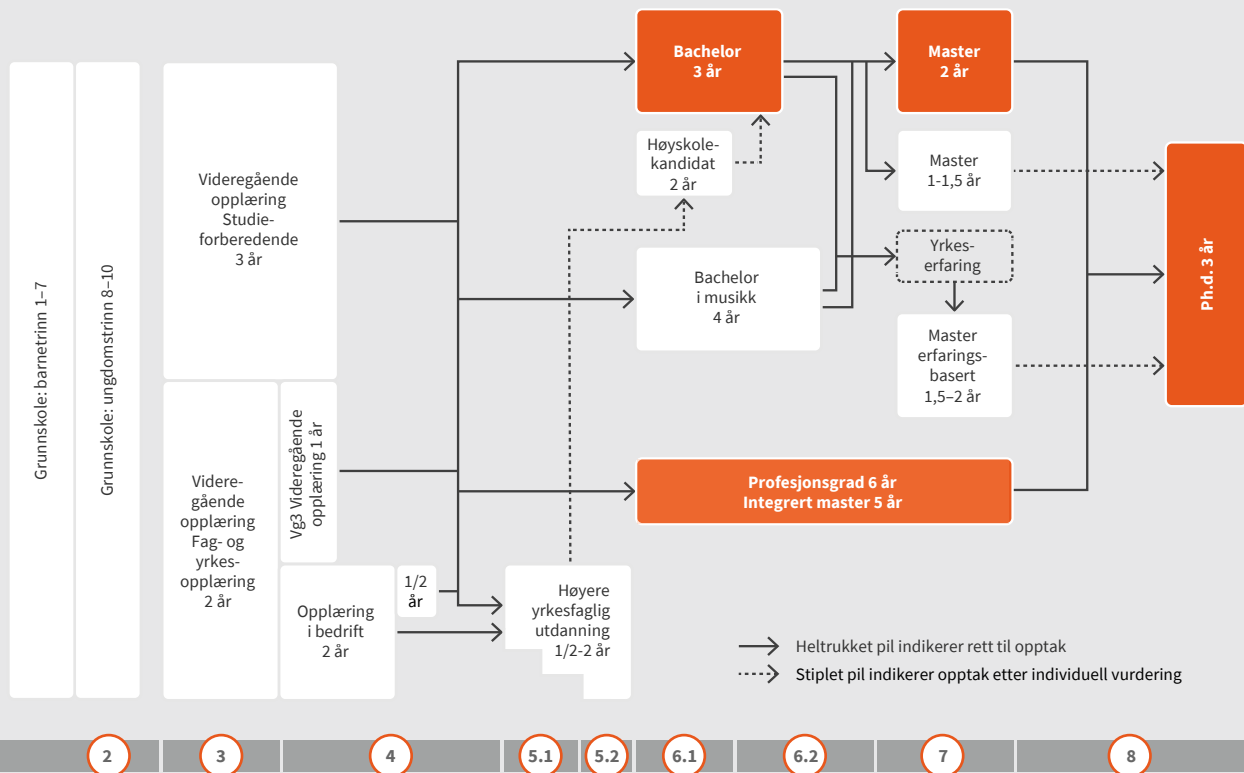 Grunnskole: barnetrinn 1–7
Grunnskole: ungdomstrinn 8–10
Videregående
opplæring
Studie-
forberedende
3 år
Videre-
gående
opplæring
Fag- og
yrkes-
opplæring
2 år
Vg3 Videregående
opplæring 1 år
Opplæring
i bedrift
2 år
1/2
år
Høyere
yrkesfaglig
utdanning
1/2-2 år
Bachelor
3 år
Høyskole-
kandidat
2 år
Bachelor
i musikk
4 år
Profesjonsgrad 6 år
Integrert master 5 år
Master
2 år
Master
1-1,5 år
Yrkes-
erfaring
Master
erfarings-
basert
1,5–2 år
Ph.d. 3 år
Heltrukket pil indikerer rett til opptak
Stiplet pil indikerer opptak etter individuell vurdering
2
3
4
5.1
5.2
6.1
6.2
7
8